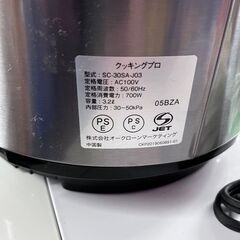 クッキングプロ
型式：SC-30SA-J03
定格電圧：AC100V
定格周波数：50/60Hz
定格消費電力：700W
容量：3.2ℓ
内部圧力：30～50kPa
05BZA
PS
E
PS
C
S
JET
株式会社オークローンマーケティング
中国製